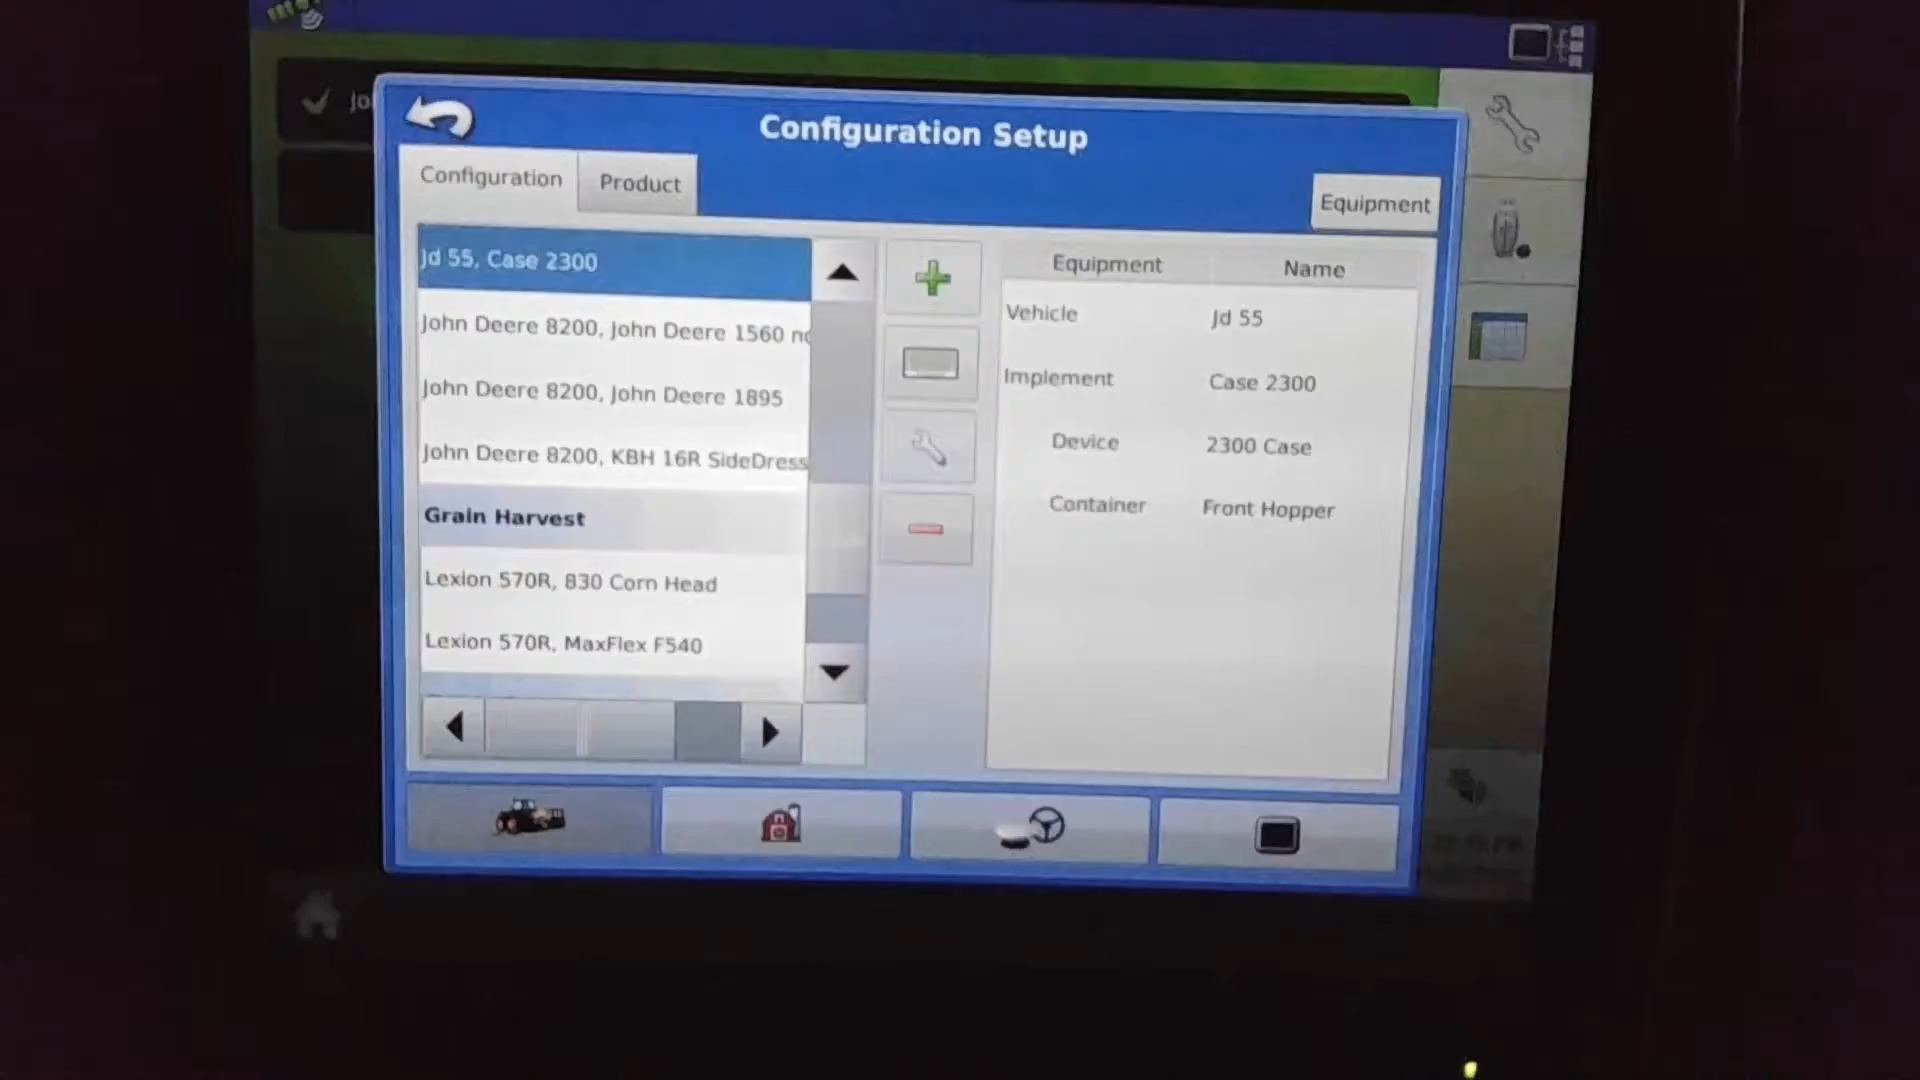 Jo
Configuration Setup
Configuration
Product
Equipment
Jd 55, Case 2300
John Deere 8200, John Deere 1560 no
John Deere 8200, John Deere 1895
John Deere 8200, KBH 16R SideDress
Grain Harvest
Lexion 570R, 830 Corn Head
Lexion 570R, MaxFlex F540
Equipment Name
Vehicle Jd 55
Implement Case 2300
Device 2300 Case
Container Front Hopper